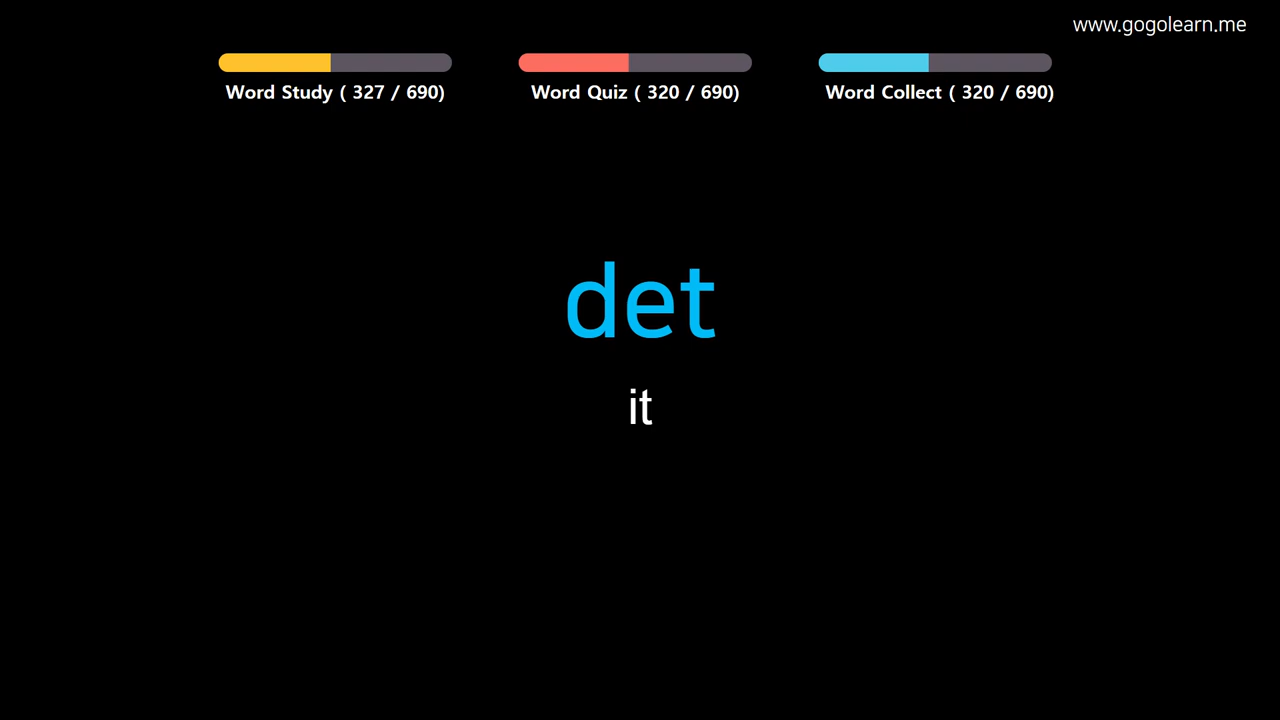 www.gogolearn.me
Word Study ( 327 / 690)
Word Quiz ( 320 / 690)
Word Collect ( 320 / 690)
det
it